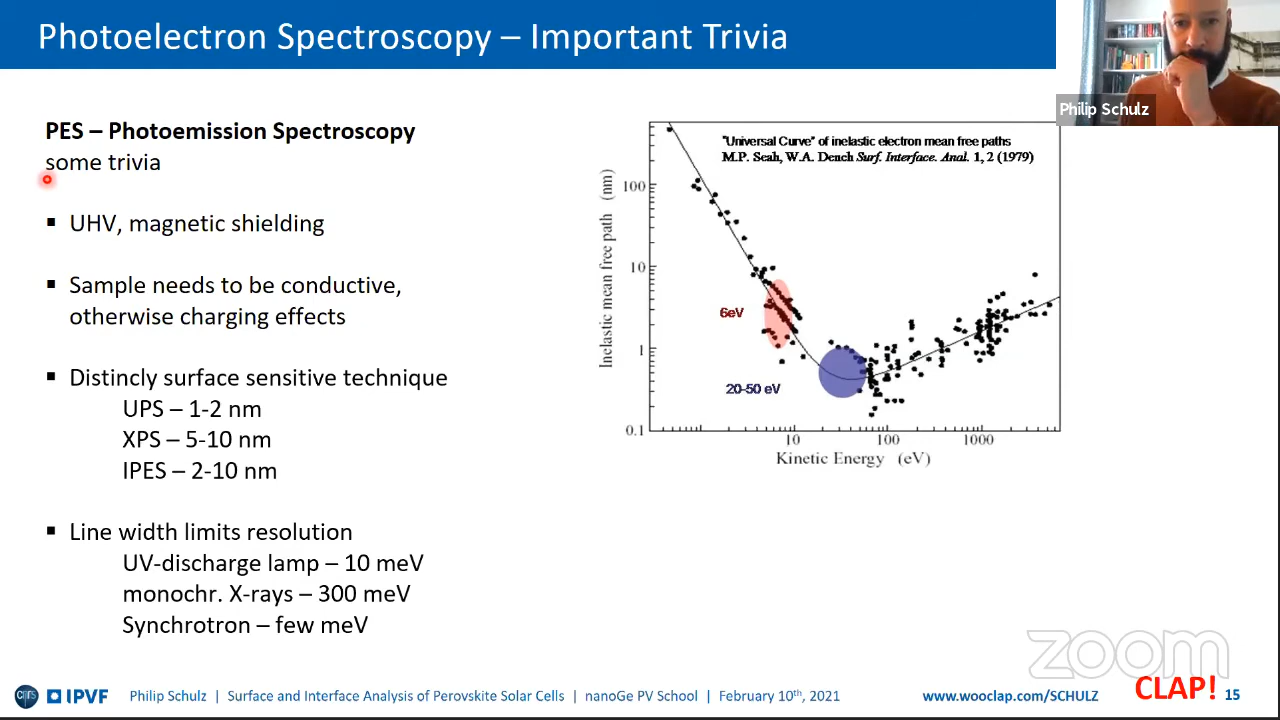 Photoelectron Spectroscopy – Important Trivia
Philip Schulz
PES – Photoemission Spectroscopy
some trivia
▪ UHV, magnetic shielding
▪ Sample needs to be conductive,
otherwise charging effects
▪ Distincly surface sensitive technique
UPS – 1-2 nm
XPS – 5-10 nm
IPES – 2-10 nm
▪ Line width limits resolution
UV-discharge lamp – 10 meV
monochr. X-rays – 300 meV
Synchrotron – few meV
"Universal Curve" of inelastic electron mean free paths
M.P. Seah, W.A. Dench Surf. Interface. Anal. 1, 2 (1979)
Inelastic mean free path (nm)
100
10
1
0.1
6eV
20-50 eV
10 100 1000
Kinetic Energy (eV)
zoom
cnrs IPVF Philip Schulz | Surface and Interface Analysis of Perovskite Solar Cells | nanoGe PV School | February 10th, 2021 www.wooclap.com/SCHULZ CLAP! 15